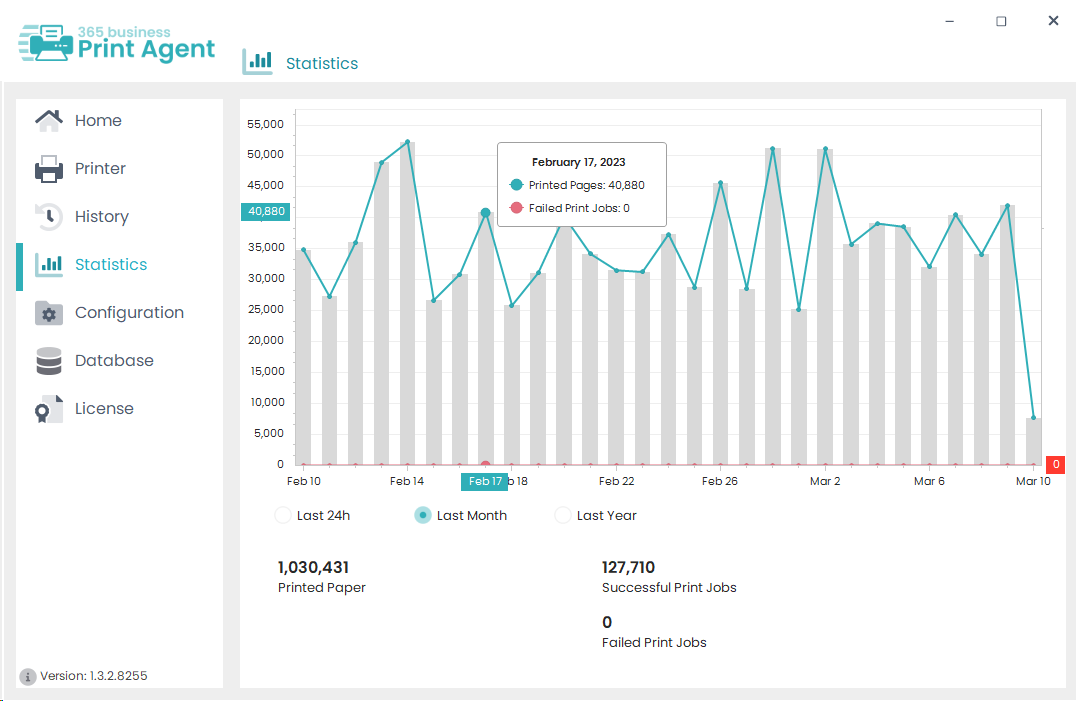 365 business
Print Agent
Statistics
Home
Printer
History
Statistics
Configuration
Database
License
Version: 1.3.2.8255
55,000
50,000
45,000
40,880
35,000
30,000
25,000
20,000
15,000
10,000
5,000
0
February 17, 2023
Printed Pages: 40,880
Failed Print Jobs: 0
0
Feb 10
Feb 14
Feb 17
b 18
Feb 22
Feb 26
Mar 2
Mar 6
Mar 10
Last 24h
Last Month
Last Year
1,030,431
Printed Paper
127,710
Successful Print Jobs
0
Failed Print Jobs